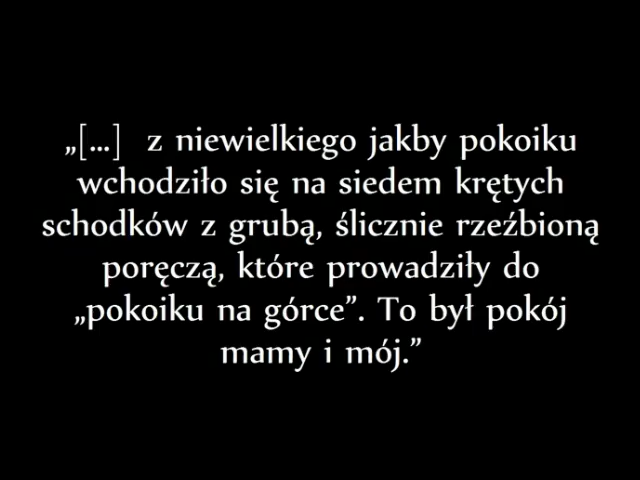 „[...] z niewielkiego jakby pokoiku
wchodziło się na siedem krętych
schodków z grubą, ślicznie rzeźbioną
poręczą, które prowadziły do
„pokoiku na górce”. To był pokój
mamy i mój.”